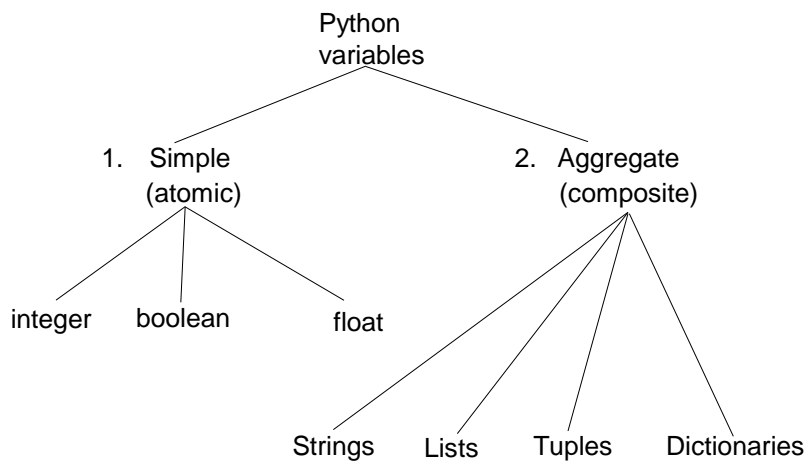 Python
variables
1. Simple
(atomic)
2. Aggregate
(composite)
integer boolean float
Strings Lists Tuples Dictionaries